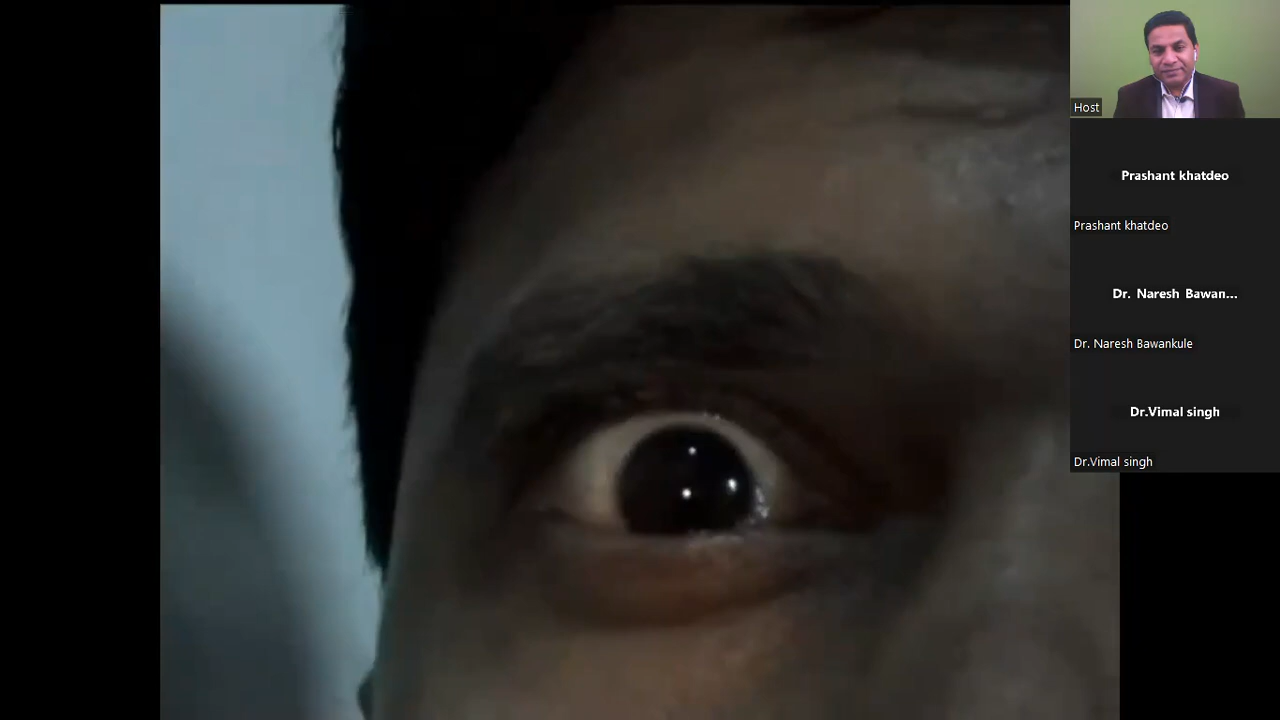 Host
Prashant khatdeo
Prashant khatdeo
Dr. Naresh Bawan...
Dr. Naresh Bawankule
Dr.Vimal singh
Dr.Vimal singh